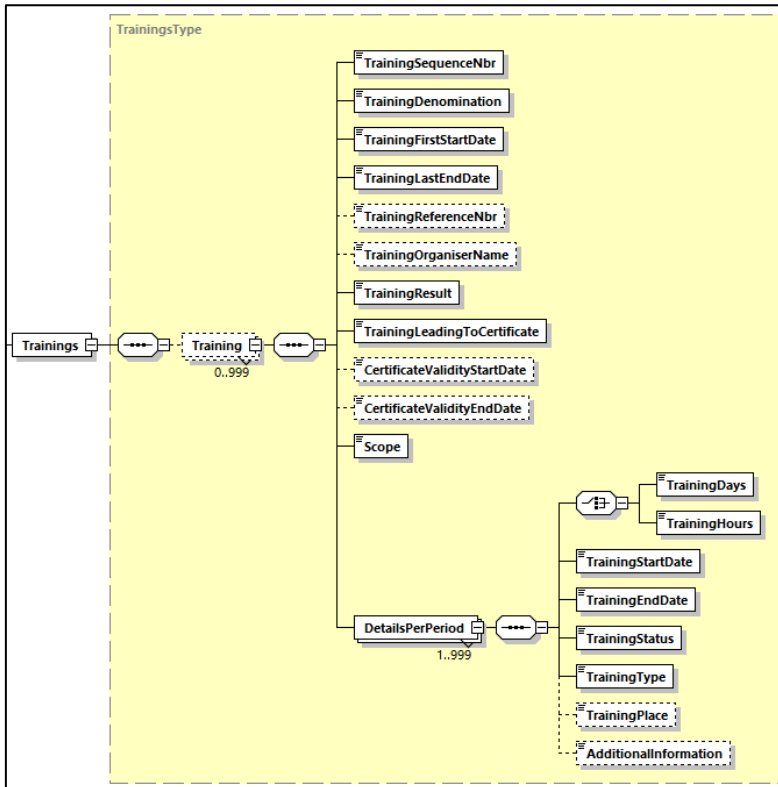 TrainingsType
TrainingSequenceNbr
TrainingDenomination
TrainingFirstStartDate
TrainingLastEndDate
TrainingReferenceNbr
TrainingOrganiserName
TrainingResult
Trainings
Training
0..999
TrainingLeadingToCertificate
CertificateValidityStartDate
CertificateValidityEndDate
Scope
TrainingDays
TrainingHours
TrainingStartDate
TrainingEndDate
DetailsPerPeriod
1..999
TrainingStatus
TrainingType
TrainingPlace
AdditionalInformation